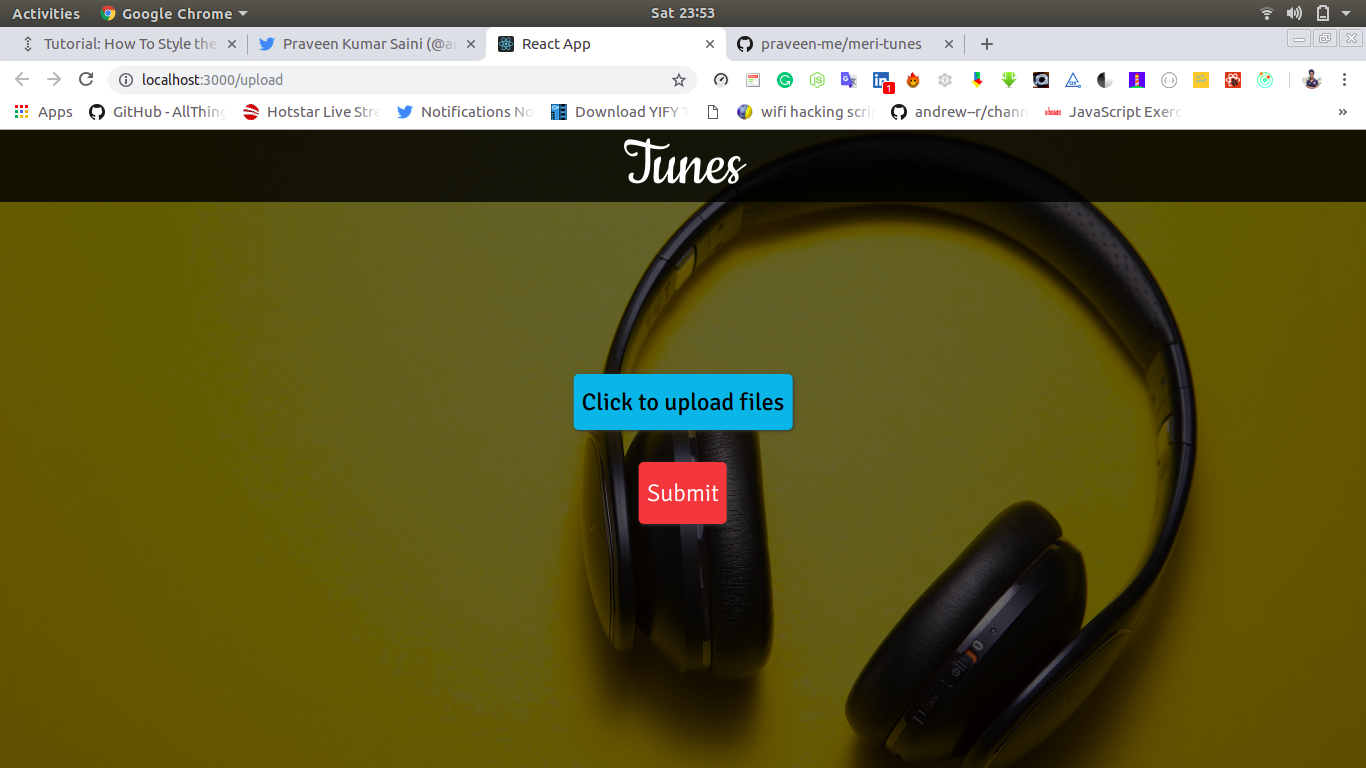 Activities
Google Chrome
Sat 23:53
Tutorial: How To Style the
Praveen Kumar Saini (@a
React App
praveen-me/meri-tunes
localhost:3000/upload
1
Apps
GitHub - AllThing
Hotstar Live Stre
Notifications No
Download YIFY T
wifi hacking scri
andrew--r/chann
JavaScript Exerc
Tunes
Click to upload files
Submit